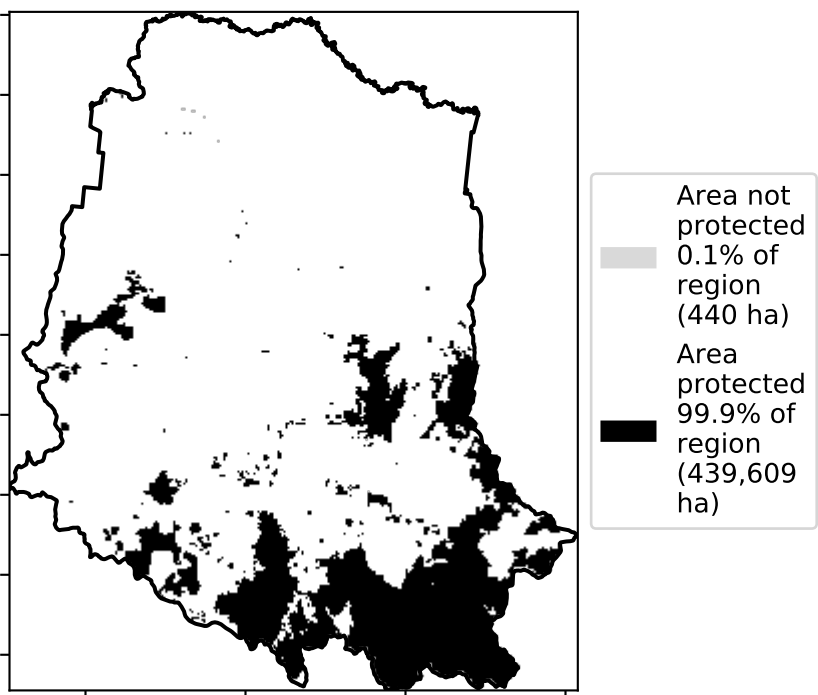 Area not
protected
0.1% of
region
(440 ha)
Area
protected
99.9% of
region
(439,609
ha)